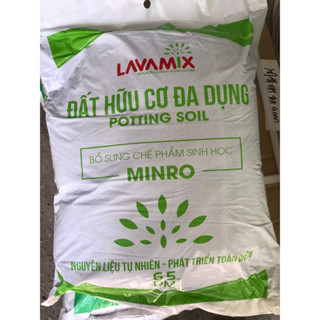 LAVAMIX
ĐẤT HỮU CƠ ĐA DỤNG
POTTING SOIL
BỔ SUNG CHẾ PHẨM SINH HỌC
MINRO
NGUYÊN LIỆU TỰ NHIÊN - PHÁT TRIỂN TOÀN DIỆN